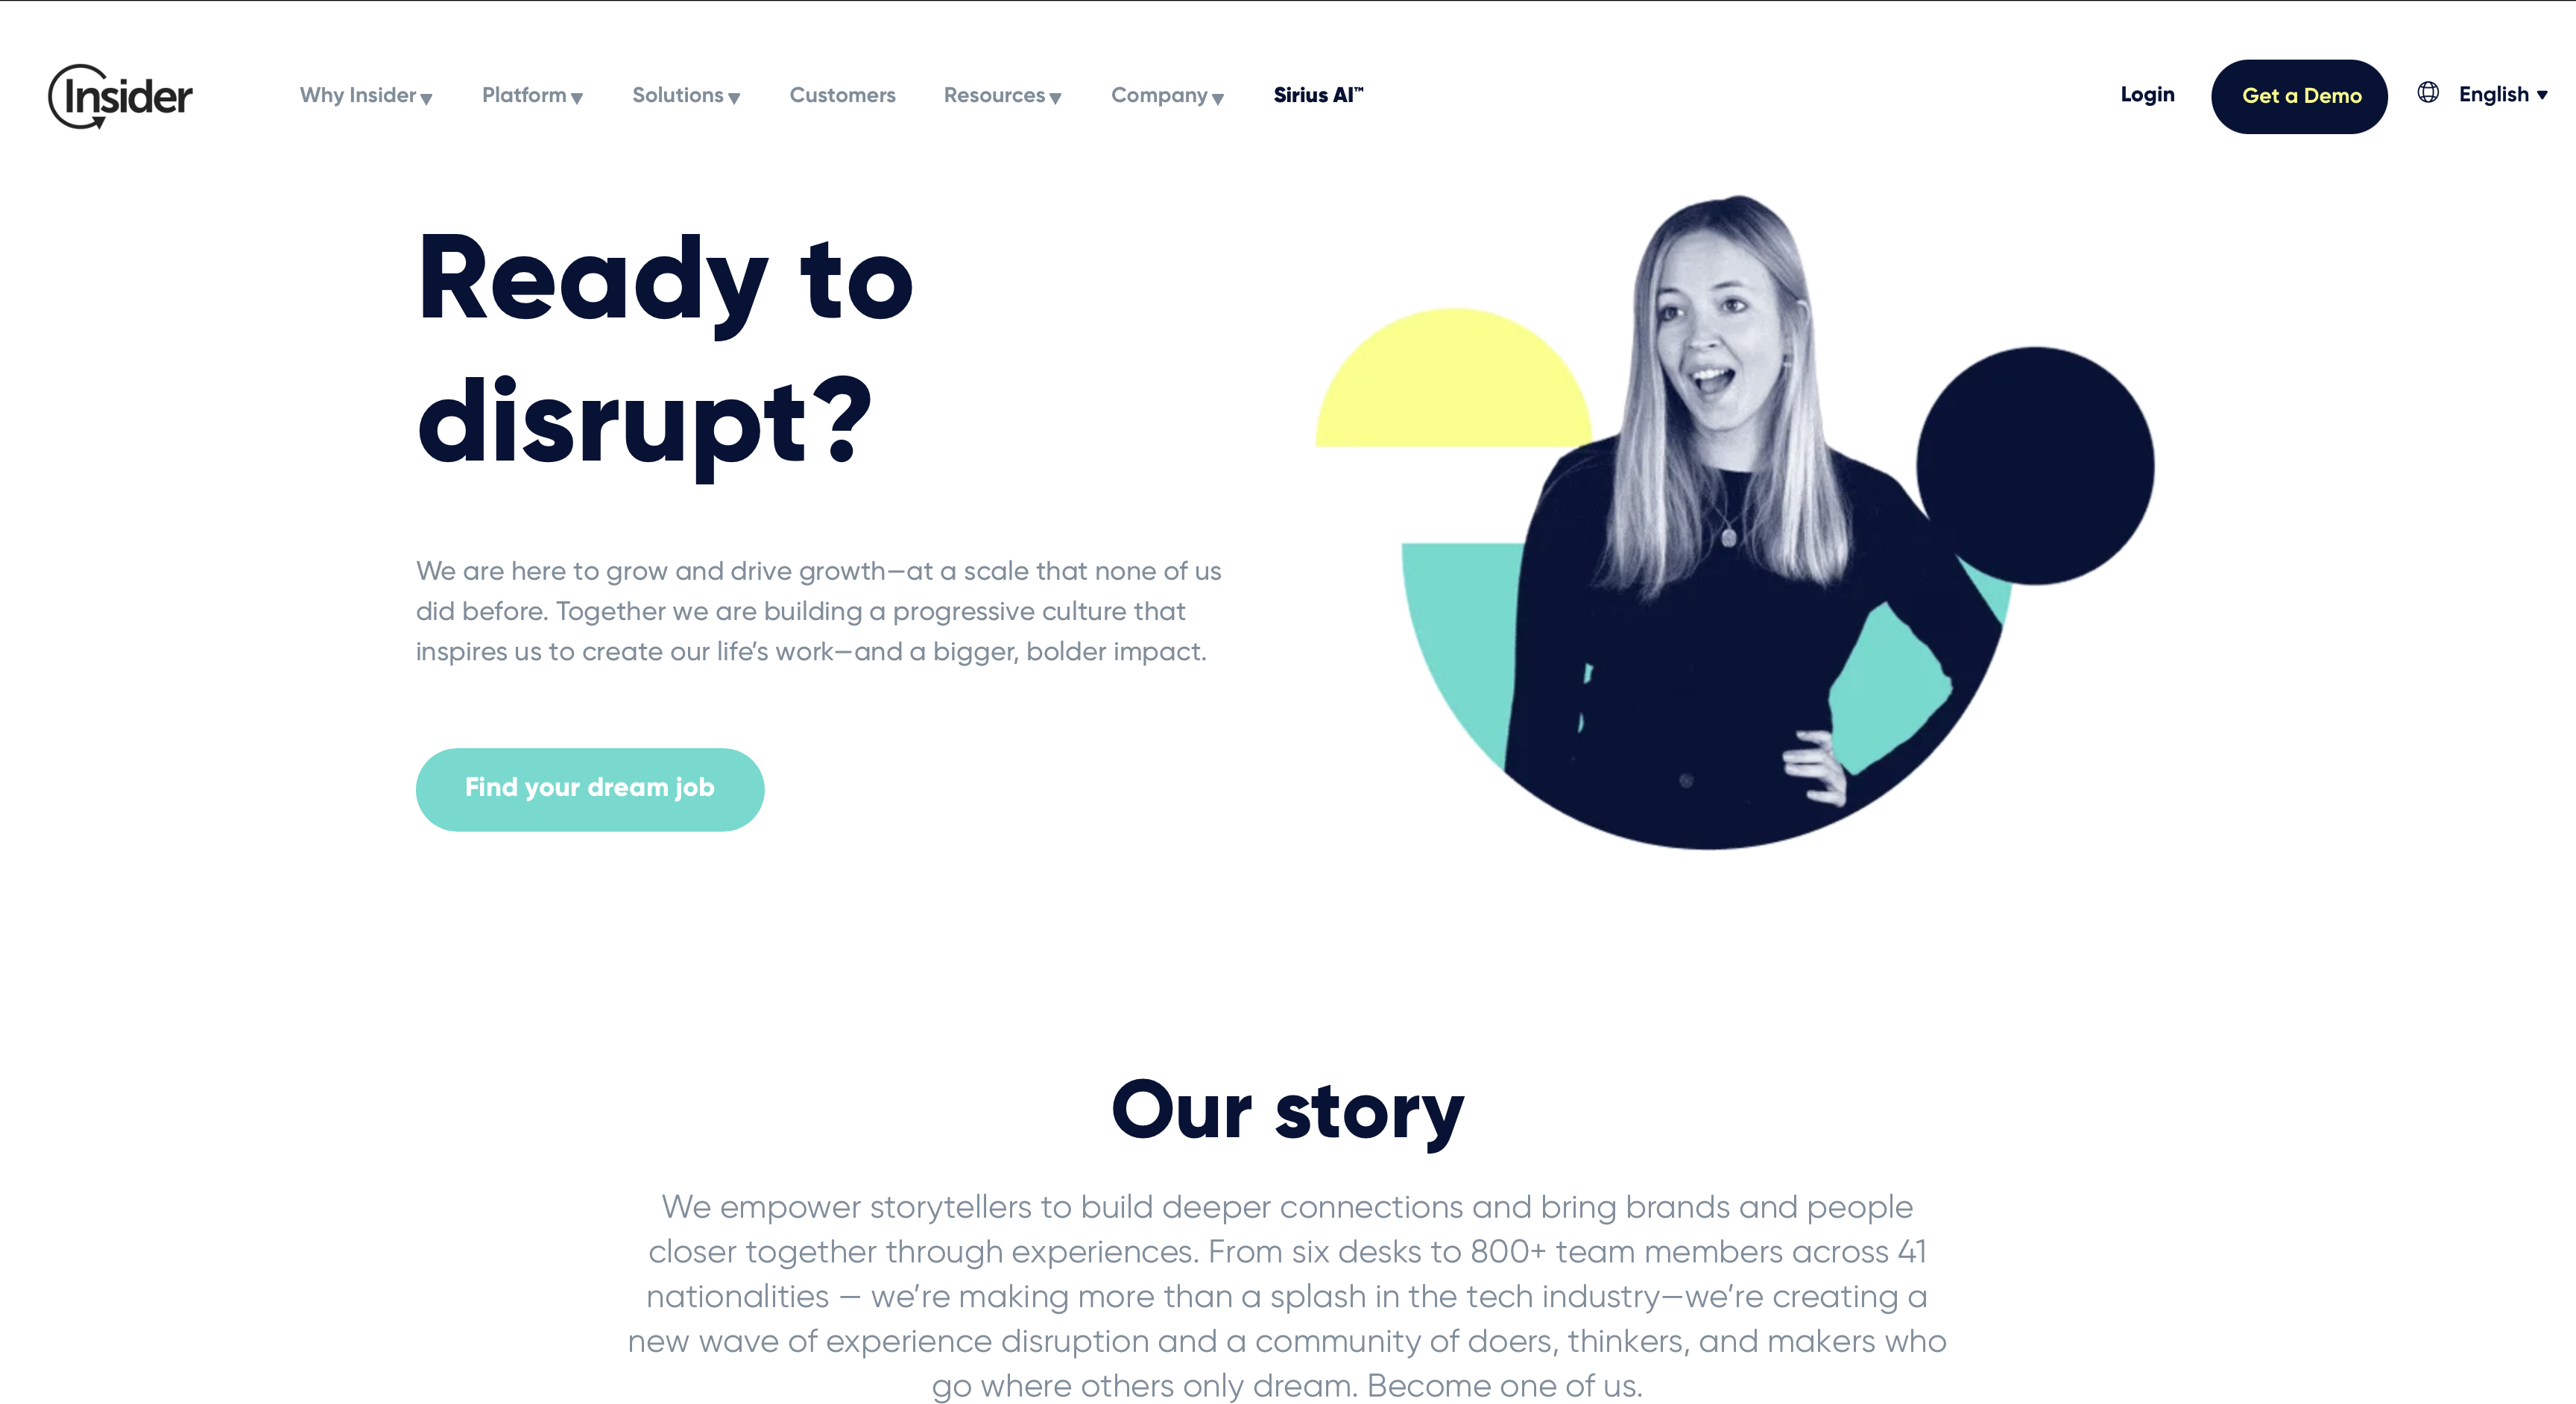 Insider
Why Insider
Platform
Solutions
Customers
Resources
Company
Sirius AI™
Login
Get a Demo
English
Ready to
disrupt?
We are here to grow and drive growth—at a scale that none of us
did before. Together we are building a progressive culture that
inspires us to create our life’s work—and a bigger, bolder impact.
Find your dream job
Our story
We empower storytellers to build deeper connections and bring brands and people
closer together through experiences. From six desks to 800+ team members across 41
nationalities — we’re making more than a splash in the tech industry—we’re creating a
new wave of experience disruption and a community of doers, thinkers, and makers who
go where others only dream. Become one of us.